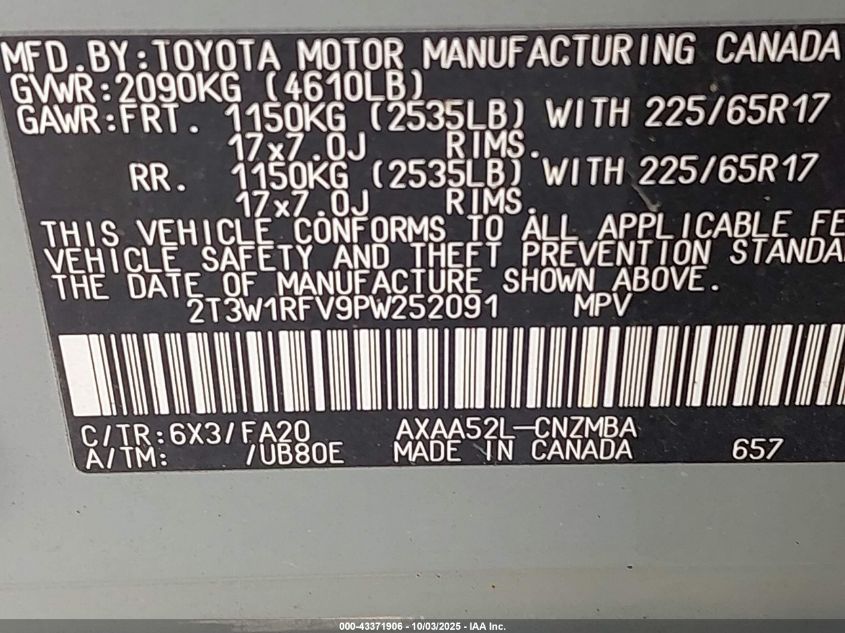 MFD.BY:TOYOTA MOTOR MANUFACTURING CANADA
GVWR:2090KG (4610LB)
GAWR:FRT. 1150KG (2535LB) WITH 225/65R17
17x7.0J RIMS.
RR. 1150KG (2535LB) WITH 225/65R17
17x7.0J RIMS.
THIS VEHICLE CONFORMS TO ALL APPLICABLE FE
VEHICLE SAFETY AND THEFT PREVENTION STANDA
THE DATE OF MANUFACTURE SHOWN ABOVE.
2T3W1RFV9PW252091 MPV
C/TR:6X3/FA20 AXAA52L-CNZMBA
A/TM: /UB80E MADE IN CANADA 657
000-43371906 - 10/03/2025 - IAA Inc.